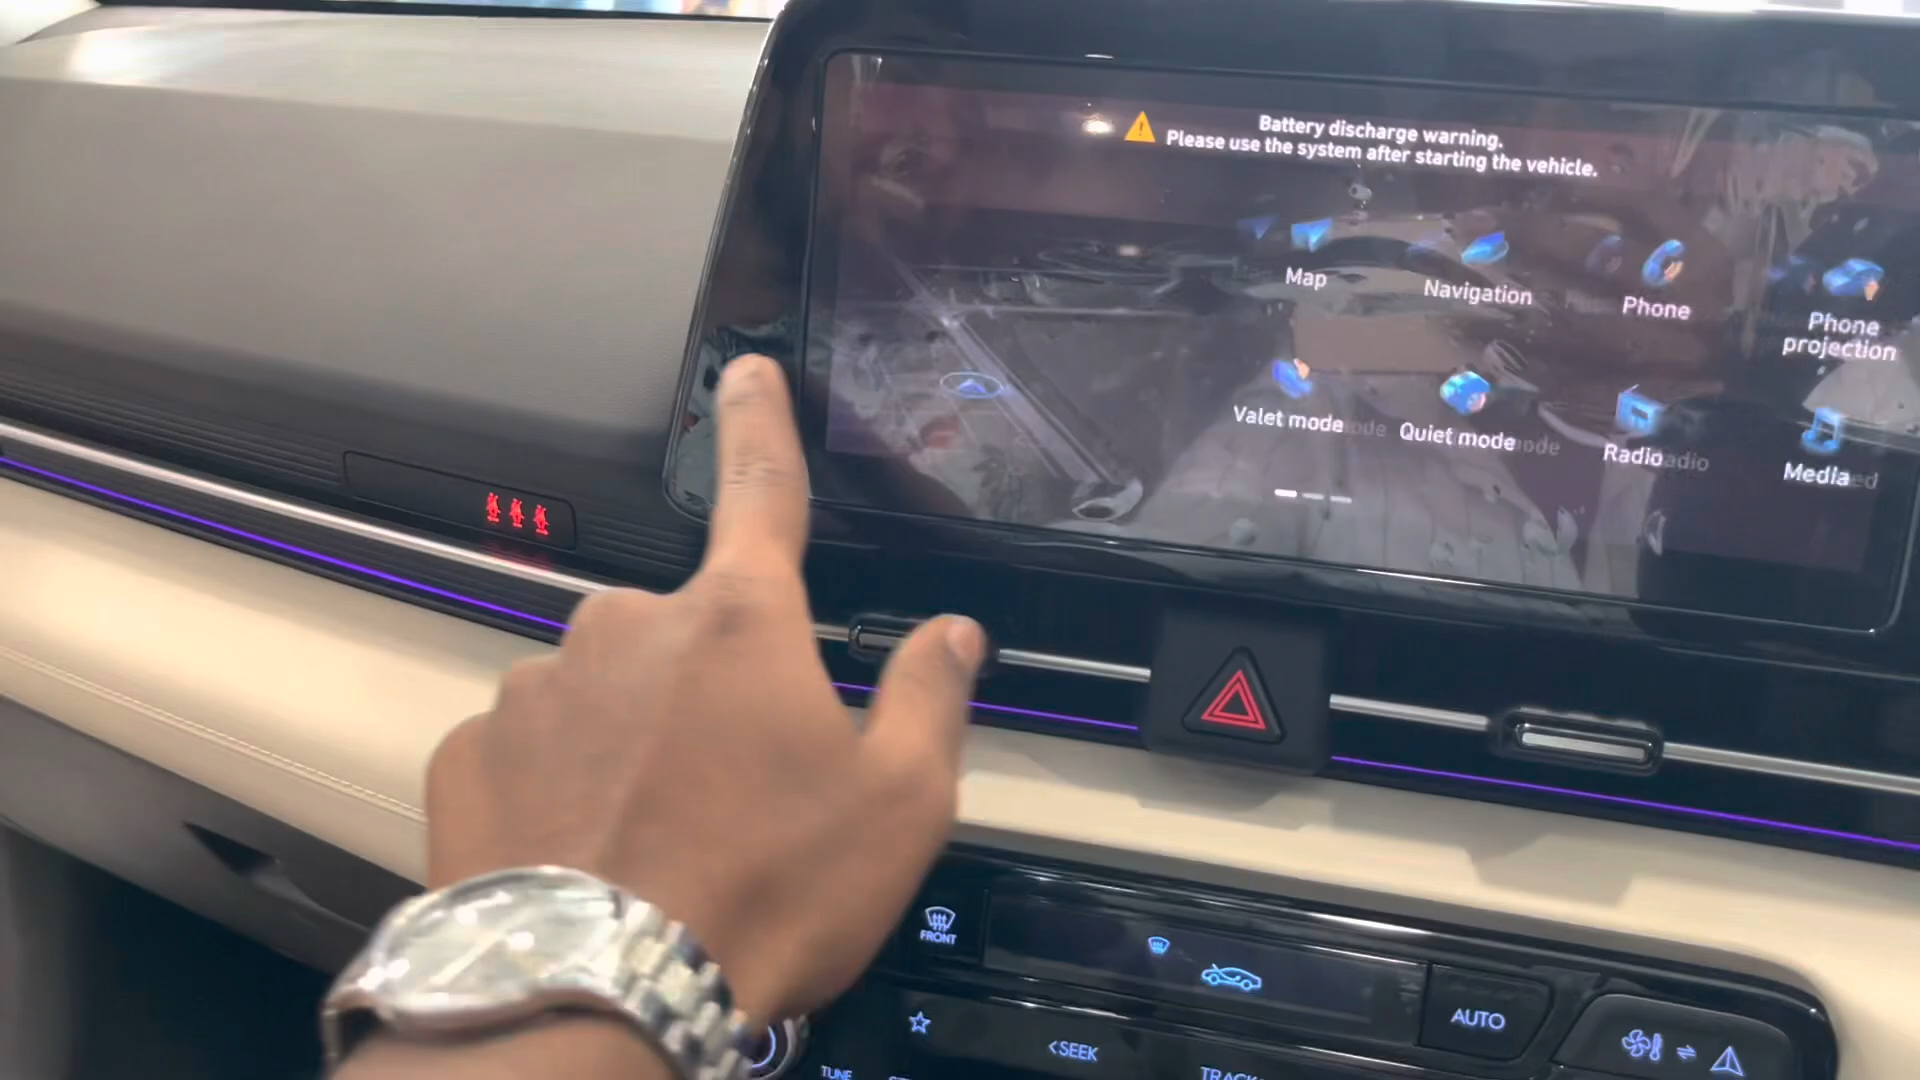 Battery discharge warning.
Please use the system after starting the vehicle.
Map
Navigation
Phone
Phone
projection
Valet mode
Quiet mode
Radio
Media
FRONT
AUTO
<SEEK
TUNE
TRACK